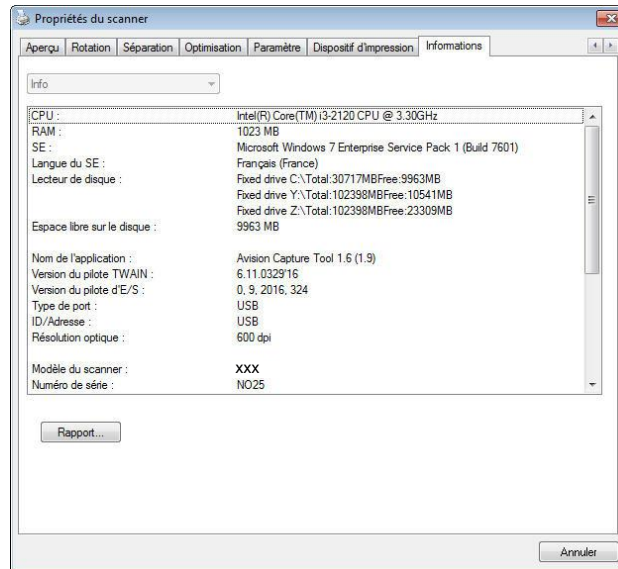 Propriétés du scanner
Aperçu Rotation Séparation Optimisation Paramètre Dispositif d'impression Informations
Info
CPU : Intel(R) Core(TM) i3-2120 CPU @ 3.30GHz
RAM : 1023 MB
SE : Microsoft Windows 7 Enterprise Service Pack 1 (Build 7601)
Langue du SE : Français (France)
Lecteur de disque : Fixed drive C:\Total:30717MBFree:9963MB
Fixed drive Y:\Total:102398MBFree:10541MB
Fixed drive Z:\Total:102398MBFree:23309MB
Espace libre sur le disque : 9963 MB
Nom de l'application : Avision Capture Tool 1.6 (1.9)
Version du pilote TWAIN : 6.11.0329'16
Version du pilote d'E/S : 0, 9, 2016, 324
Type de port : USB
ID/Adresse : USB
Résolution optique : 600 dpi
Modèle du scanner : XXX
Numéro de série : NO25
Rapport...
Annuler